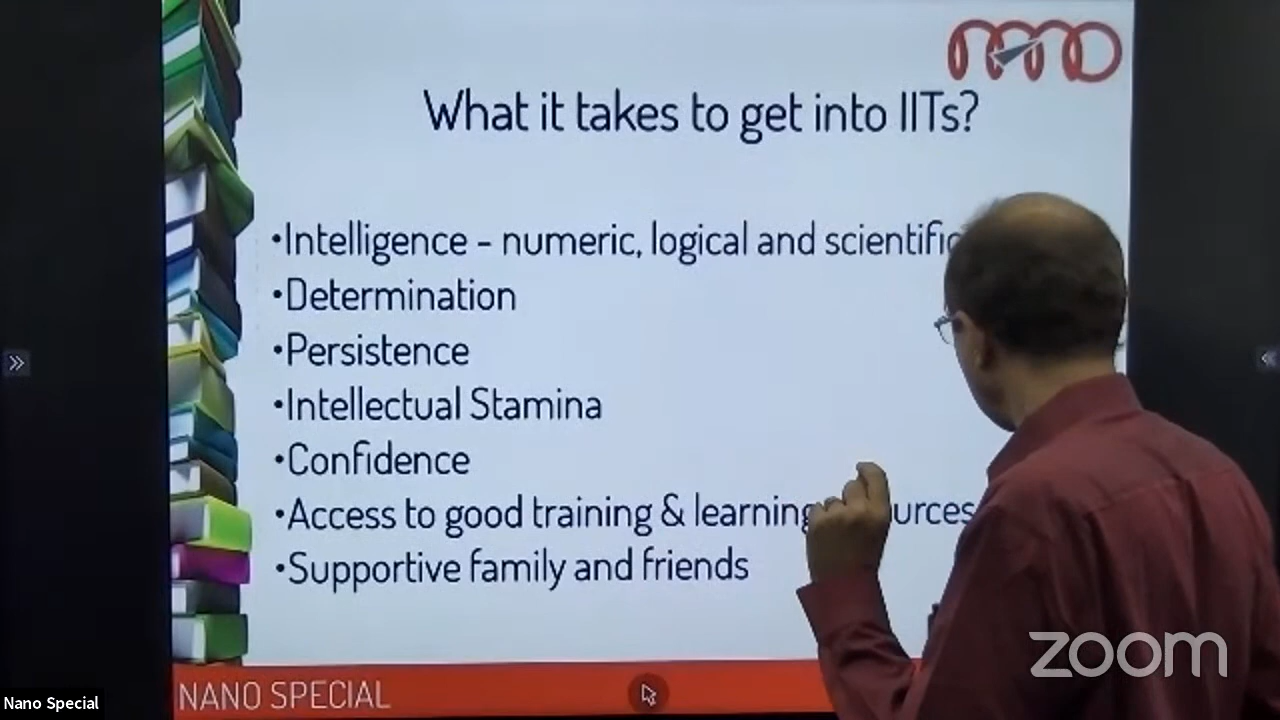 What it takes to get into IITs?
•Intelligence - numeric, logical and scientific
•Determination
•Persistence
•Intellectual Stamina
•Confidence
•Access to good training & learning
•Supportive family and friends
NANO SPECIAL
zoom
Nano Special